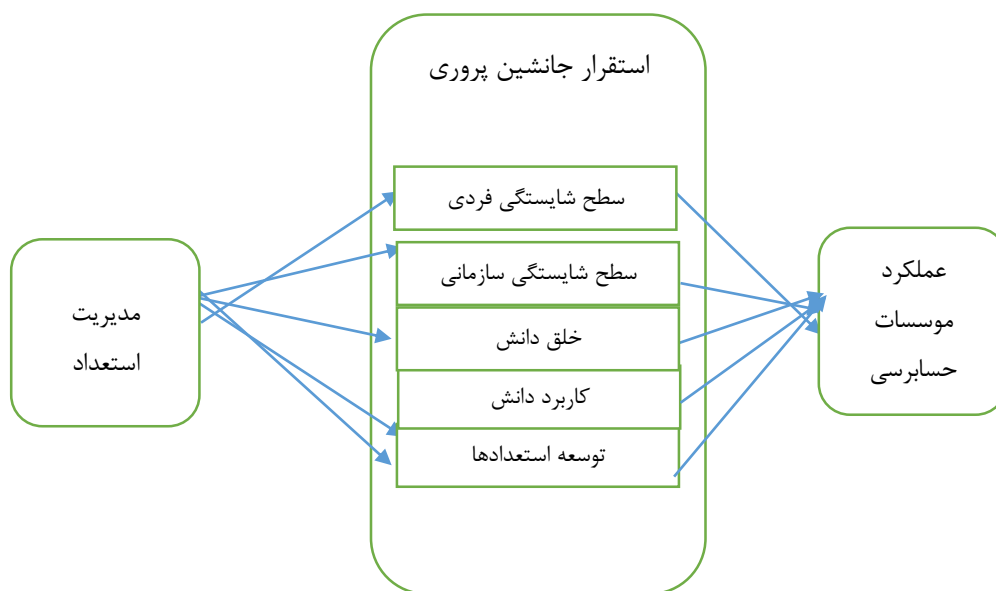 استقرار جانشین پروری
سطح شایستگی فردی
سطح شایستگی سازمانی
خلق دانش
کاربرد دانش
توسعه استعدادها
مدیریت
استعداد
عملکرد
موسسات
حسابرسی